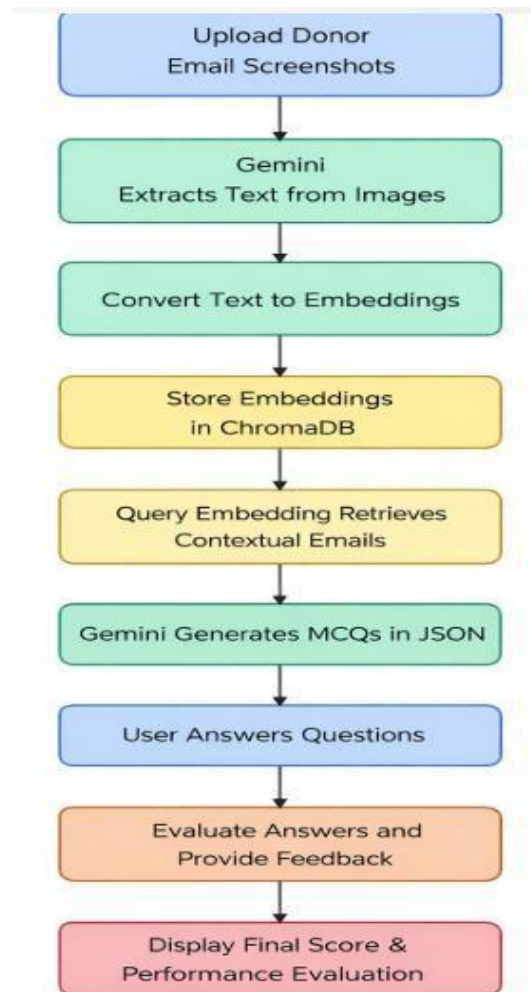 Upload Donor
Email Screenshots
Gemini
Extracts Text from Images
Convert Text to Embeddings
Store Embeddings
in ChromaDB
Query Embedding Retrieves
Contextual Emails
Gemini Generates MCQs in JSON
User Answers Questions
Evaluate Answers and
Provide Feedback
Display Final Score &
Performance Evaluation